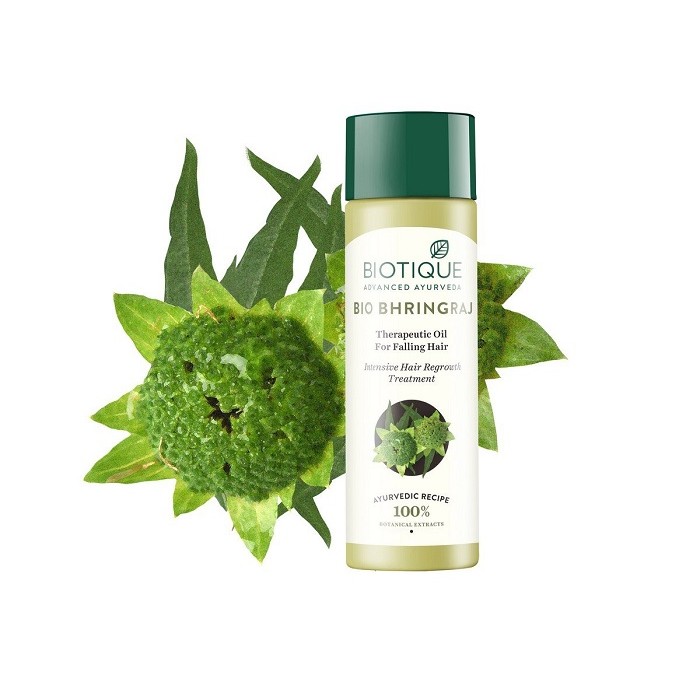 BIOTIQUE
ADVANCED AYURVEDA
BIO BHRINGRAJ
Therapeutic Oil
For Falling Hair
Intensive Hair Regrowth
Treatment
AYURVEDIC RECIPE
100%
BOTANICAL EXTRACTS